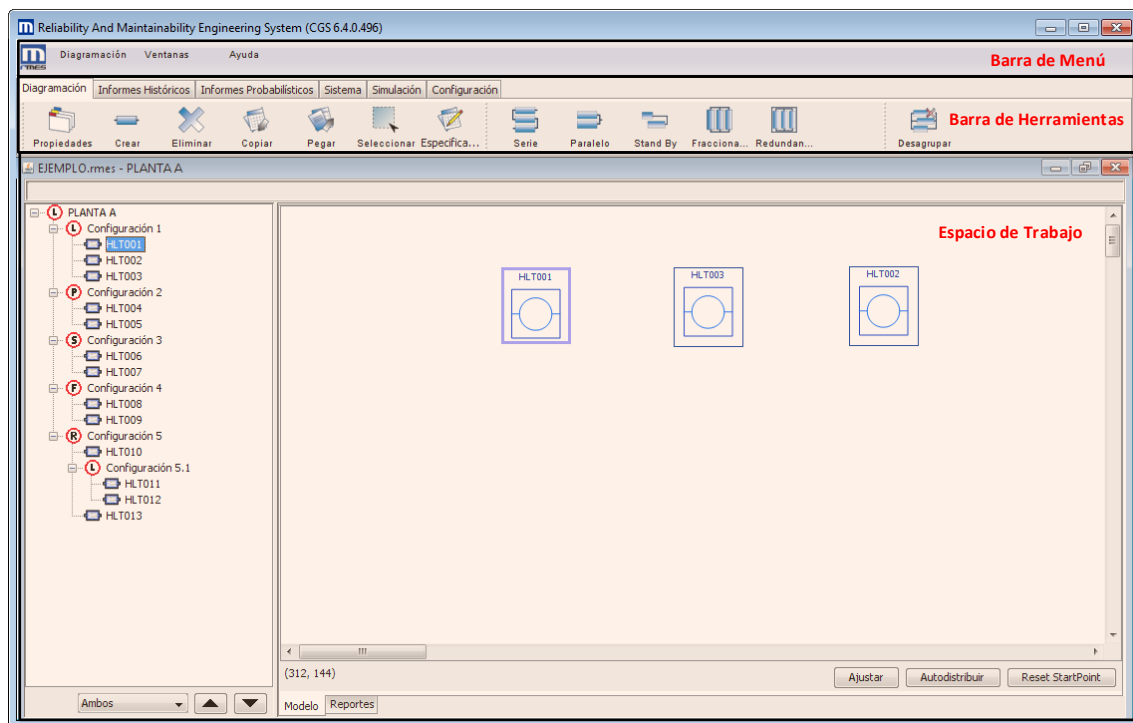 Reliability And Maintainability Engineering System (CGS 6.4.0.496)
rmes
Diagramación Ventanas Ayuda
Barra de Menú
Diagramación Informes Históricos Informes Probabilísticos Sistema Simulación Configuración
Barra de Herramientas
Propiedades Crear Eliminar Copiar Pegar Seleccionar Especifica... Serie Paralelo Stand By Fracciona... Redundan... Desagrupar
EJEMPLO.rmes - PLANTA A
L PLANTA A
L Configuración 1
HLT001
HLT002
HLT003
P Configuración 2
HLT004
HLT005
S Configuración 3
HLT006
HLT007
F Configuración 4
HLT008
HLT009
R Configuración 5
HLT010
L Configuración 5.1
HLT011
HLT012
HLT013
Espacio de Trabajo
HLT001 HLT003 HLT002
(312, 144)
Ajustar Autodistribuir Reset StartPoint
Ambos
Modelo Reportes